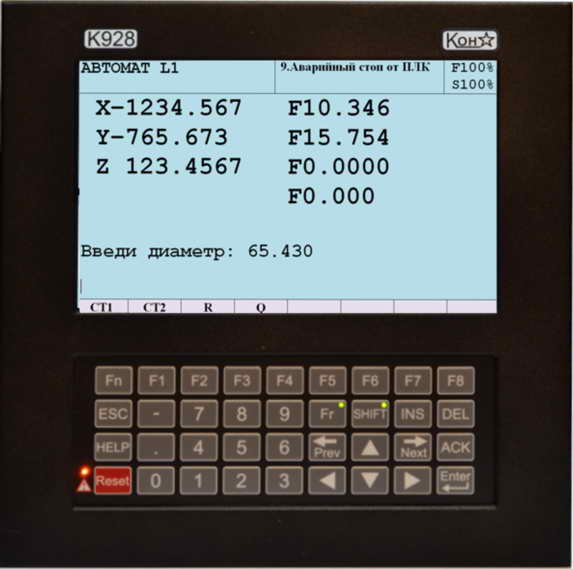 K928 Кон☆
АВТОМАТ L1 9.Аварийный стоп от ПЛК F100%
S100%
X-1234.567 F10.346
Y-765.673 F15.754
Z 123.4567 F0.0000
F0.000
Введи диаметр: 65.430
СТ1 СТ2 R Q
Fn F1 F2 F3 F4 F5 F6 F7 F8
ESC - 7 8 9 Fr SHIFT INS DEL
HELP . 4 5 6 Prev Next ACK
Reset 0 1 2 3 Enter